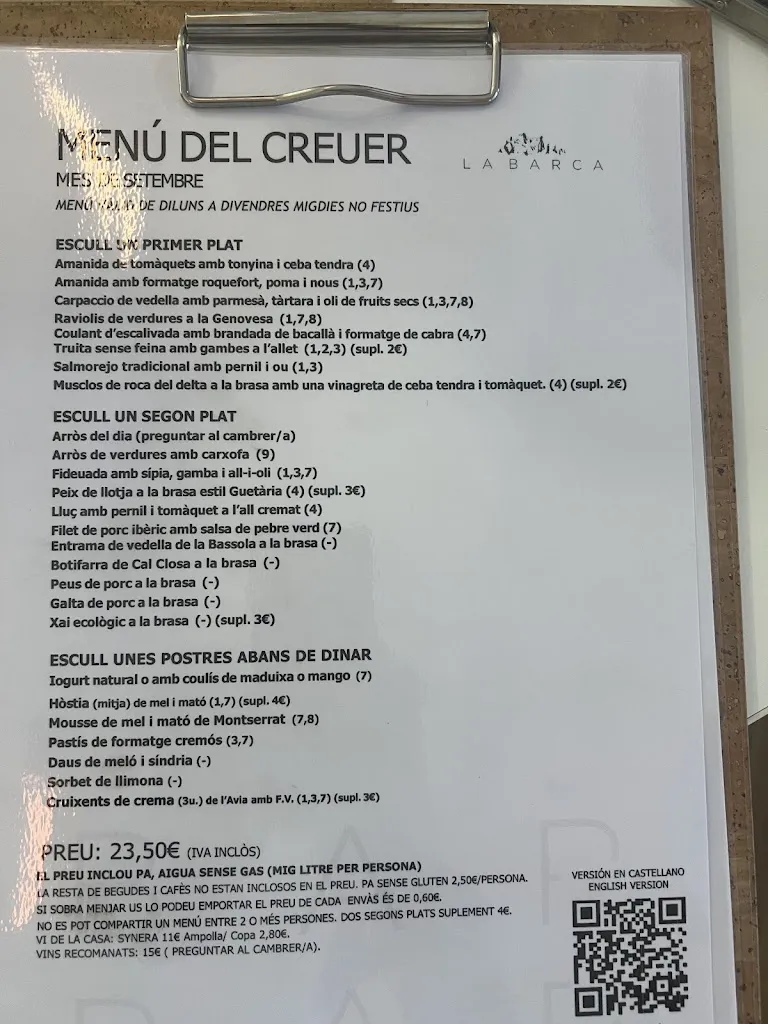 MENÚ DEL CREUER
LA BARCA
MES DE SETEMBRE
MENÚ VÀLID DE DILUNS A DIVENDRES MIGDIES NO FESTIUS
ESCULL UN PRIMER PLAT
Amanida de tomàquets amb tonyina i ceba tendra (4)
Amanida amb formatge roquefort, poma i nous (1,3,7)
Carpaccio de vedella amb parmesà, tàrtara i oli de fruits secs (1,3,7,8)
Raviolis de verdures a la Genovesa (1,7,8)
Coulant d'escalivada amb brandada de bacallà i formatge de cabra (4,7)
Truita sense feina amb gambes a l'allet (1,2,3) (supl. 2€)
Salmorejo tradicional amb pernil i ou (1,3)
Musclos de roca del delta a la brasa amb una vinagreta de ceba tendra i tomàquet. (4) (supl. 2€)
ESCULL UN SEGON PLAT
Arròs del dia (preguntar al cambrer/a)
Arròs de verdures amb carxofa (9)
Fideuada amb sípia, gamba i all-i-oli (1,3,7)
Peix de llotja a la brasa estil Guetària (4) (supl. 3€)
Lluç amb pernil i tomàquet a l'all cremat (4)
Filet de porc ibèric amb salsa de pebre verd (7)
Entrama de vedella de la Bassola a la brasa (-)
Botifarra de Cal Closa a la brasa (-)
Peus de porc a la brasa (-)
Galta de porc a la brasa (-)
Xai ecològic a la brasa (-) (supl. 3€)
ESCULL UNES POSTRES ABANS DE DINAR
Iogurt natural o amb coulís de maduixa o mango (7)
Hòstia (mitja) de mel i mató (1,7) (supl. 4€)
Mousse de mel i mató de Montserrat (7,8)
Pastís de formatge cremós (3,7)
Daus de meló i síndria (-)
Sorbet de llimona (-)
Cruixents de crema (3u.) de l'Avia amb F.V. (1,3,7) (supl. 3€)
PREU: 23,50€ (IVA INCLÒS)
EL PREU INCLOU PA, AIGUA SENSE GAS (MIG LITRE PER PERSONA)
LA RESTA DE BEGUDES I CAFÈS NO ESTAN INCLOSOS EN EL PREU. PA SENSE GLUTEN 2,50€/PERSONA.
SI SOBRA MENJAR US LO PODEU EMPORTAR EL PREU DE CADA ENVÀS ÉS DE 0,60€.
NO ES POT COMPARTIR UN MENÚ ENTRE 2 O MÉS PERSONES. DOS SEGONS PLATS SUPLEMENT 4€.
VI DE LA CASA: SYNERA 11€ Ampolla/ Copa 2,80€.
VINS RECOMANATS: 15€ ( PREGUNTAR AL CAMBRER/A).
VERSIÓN EN CASTELLANO
ENGLISH VERSION